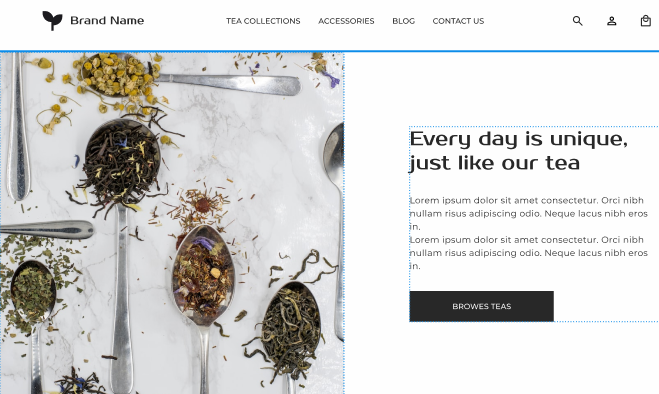 Brand Name
TEA COLLECTIONS ACCESSORIES BLOG CONTACT US
Every day is unique,
just like our tea
Lorem ipsum dolor sit amet consectetur. Orci nibh
nullam risus adipiscing odio. Neque lacus nibh eros
in.
Lorem ipsum dolor sit amet consectetur. Orci nibh
nullam risus adipiscing odio. Neque lacus nibh eros
in.
BROWES TEAS